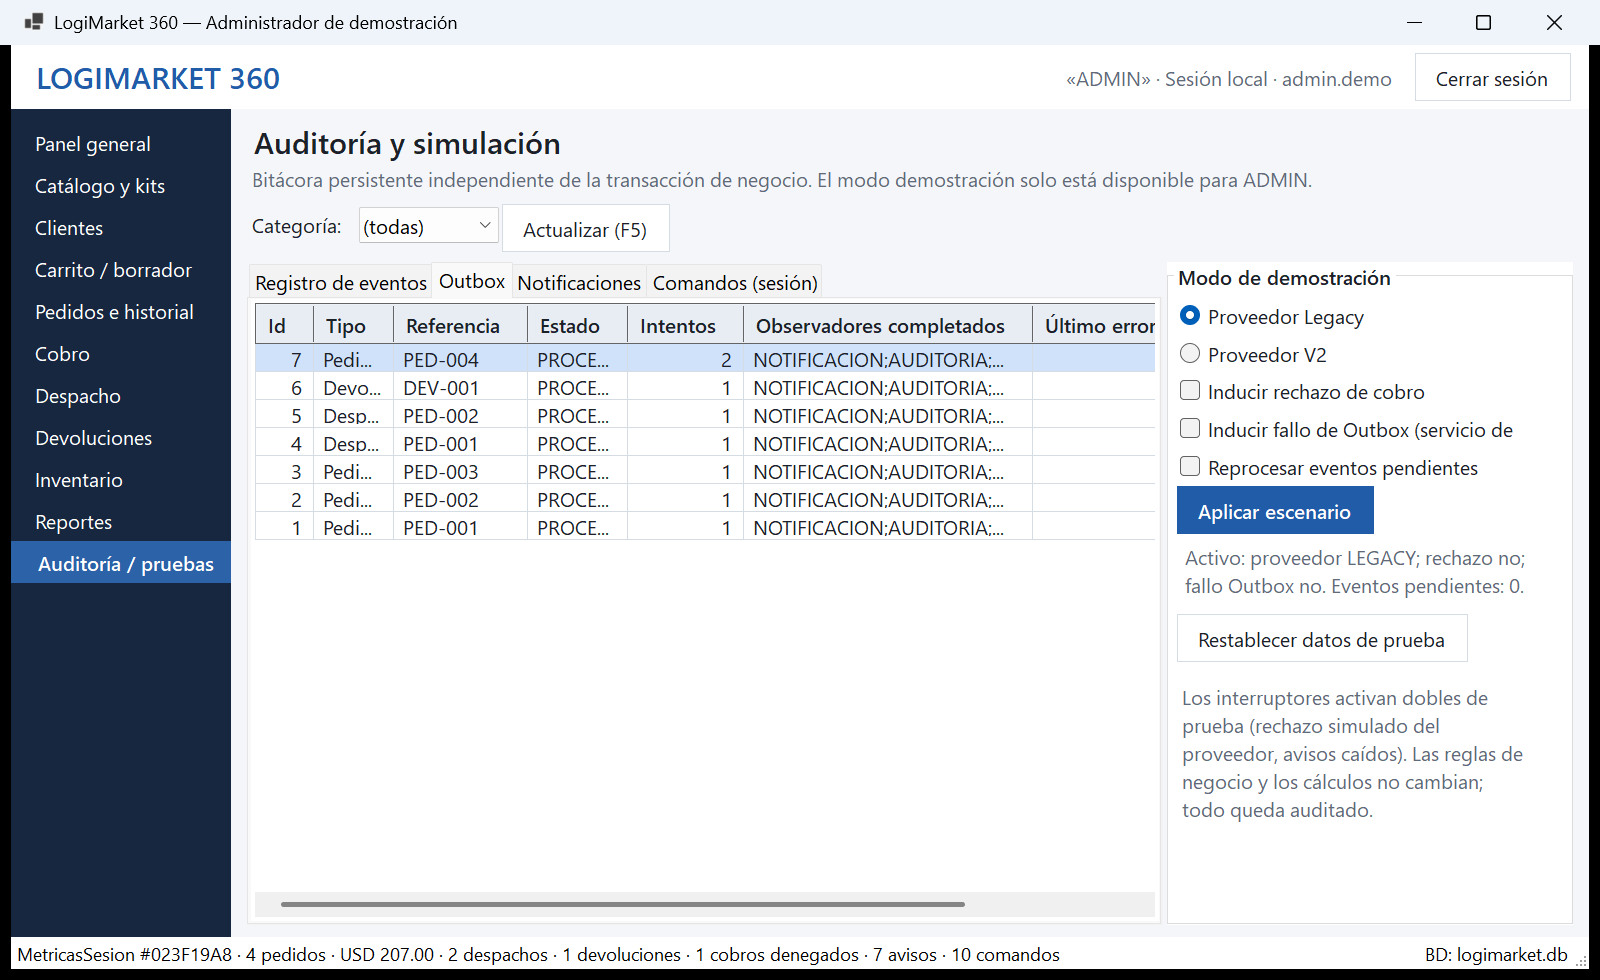 LogiMarket 360 — Administrador de demostración
LOGIMARKET 360
«ADMIN» · Sesión local · admin.demo
Cerrar sesión
Panel general
Catálogo y kits
Clientes
Carrito / borrador
Pedidos e historial
Cobro
Despacho
Devoluciones
Inventario
Reportes
Auditoría / pruebas
Auditoría y simulación
Bitácora persistente independiente de la transacción de negocio. El modo demostración solo está disponible para ADMIN.
Categoría: (todas) Actualizar (F5)
Registro de eventos Outbox Notificaciones Comandos (sesión)
Id Tipo Referencia Estado Intentos Observadores completados Último error
7 Pedi... PED-004 PROCE... 2 NOTIFICACION;AUDITORIA;...
6 Devo... DEV-001 PROCE... 1 NOTIFICACION;AUDITORIA;...
5 Desp... PED-002 PROCE... 1 NOTIFICACION;AUDITORIA;...
4 Desp... PED-001 PROCE... 1 NOTIFICACION;AUDITORIA;...
3 Pedi... PED-003 PROCE... 1 NOTIFICACION;AUDITORIA;...
2 Pedi... PED-002 PROCE... 1 NOTIFICACION;AUDITORIA;...
1 Pedi... PED-001 PROCE... 1 NOTIFICACION;AUDITORIA;...
Modo de demostración
Proveedor Legacy
Proveedor V2
Inducir rechazo de cobro
Inducir fallo de Outbox (servicio de
Reprocesar eventos pendientes
Aplicar escenario
Activo: proveedor LEGACY; rechazo no;
fallo Outbox no. Eventos pendientes: 0.
Restablecer datos de prueba
Los interruptores activan dobles de
prueba (rechazo simulado del
proveedor, avisos caídos). Las reglas de
negocio y los cálculos no cambian;
todo queda auditado.
MetricasSesion #023F19A8 · 4 pedidos · USD 207.00 · 2 despachos · 1 devoluciones · 1 cobros denegados · 7 avisos · 10 comandos
BD: logimarket.db